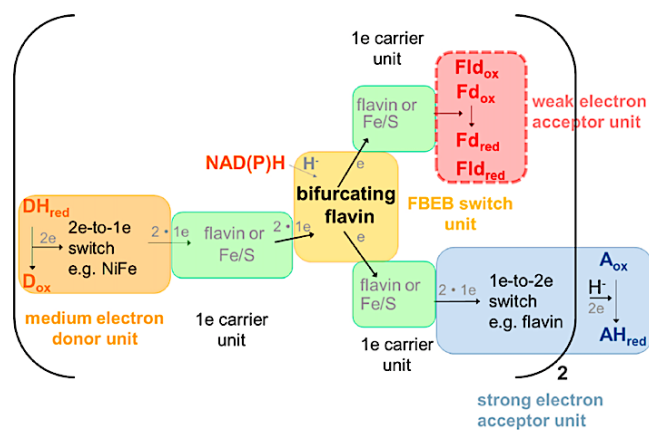 1e carrier
unit
flavin or
Fe/S
Fld ox
Fd ox
Fd red
Fld red
weak electron
acceptor unit
NAD(P)H
H-
e
bifurcating
flavin
e
FBEB switch
unit
DH red
2e
D ox
2e-to-1e
switch
e.g. NiFe
2 • 1e
flavin or
Fe/S
2 • 1e
medium electron
donor unit
1e carrier
unit
flavin or
Fe/S
2 • 1e
1e carrier
unit
1e-to-2e
switch
e.g. flavin
A ox
H-
2e
AH red
2
strong electron
acceptor unit